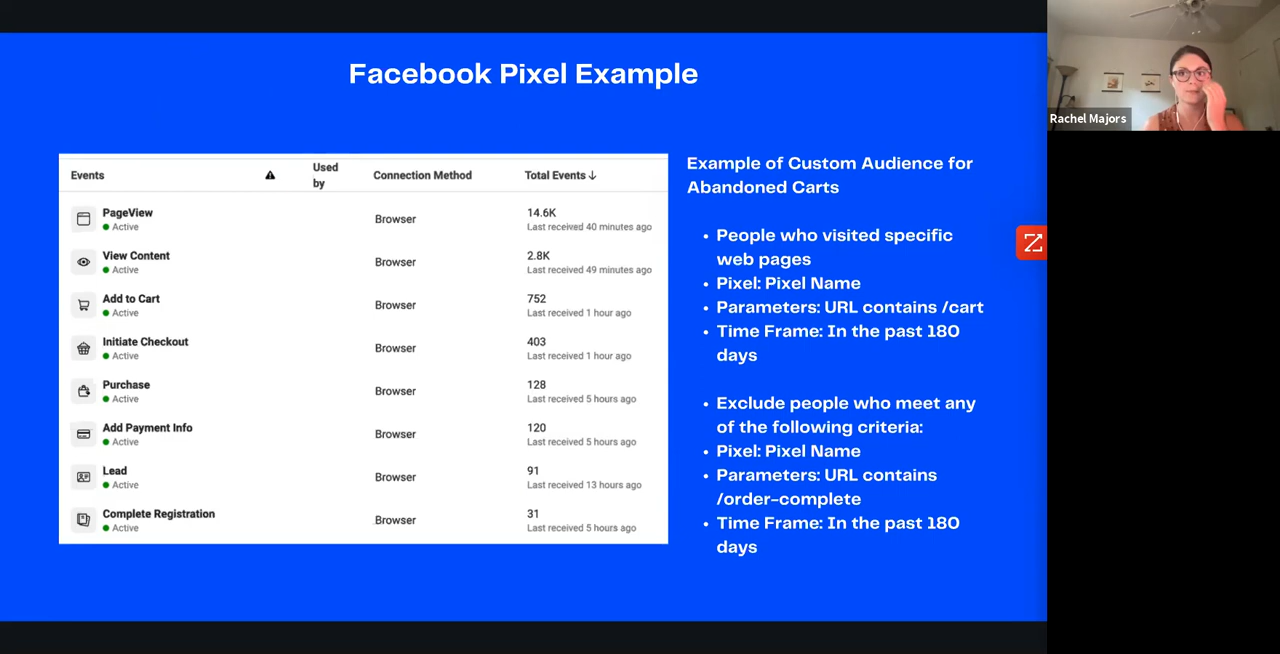 Facebook Pixel Example
Rachel Majors
Events
Used
by
Connection Method
Total Events ↓
PageView
Active
Browser
14.6K
Last received 40 minutes ago
View Content
Active
Browser
2.8K
Last received 49 minutes ago
Add to Cart
Active
Browser
752
Last received 1 hour ago
Initiate Checkout
Active
Browser
403
Last received 1 hour ago
Purchase
Active
Browser
128
Last received 5 hours ago
Add Payment Info
Active
Browser
120
Last received 5 hours ago
Lead
Active
Browser
91
Last received 13 hours ago
Complete Registration
Active
Browser
31
Last received 5 hours ago
Example of Custom Audience for
Abandoned Carts
• People who visited specific
web pages
• Pixel: Pixel Name
• Parameters: URL contains /cart
• Time Frame: In the past 180
days
• Exclude people who meet any
of the following criteria:
• Pixel: Pixel Name
• Parameters: URL contains
/order-complete
• Time Frame: In the past 180
days